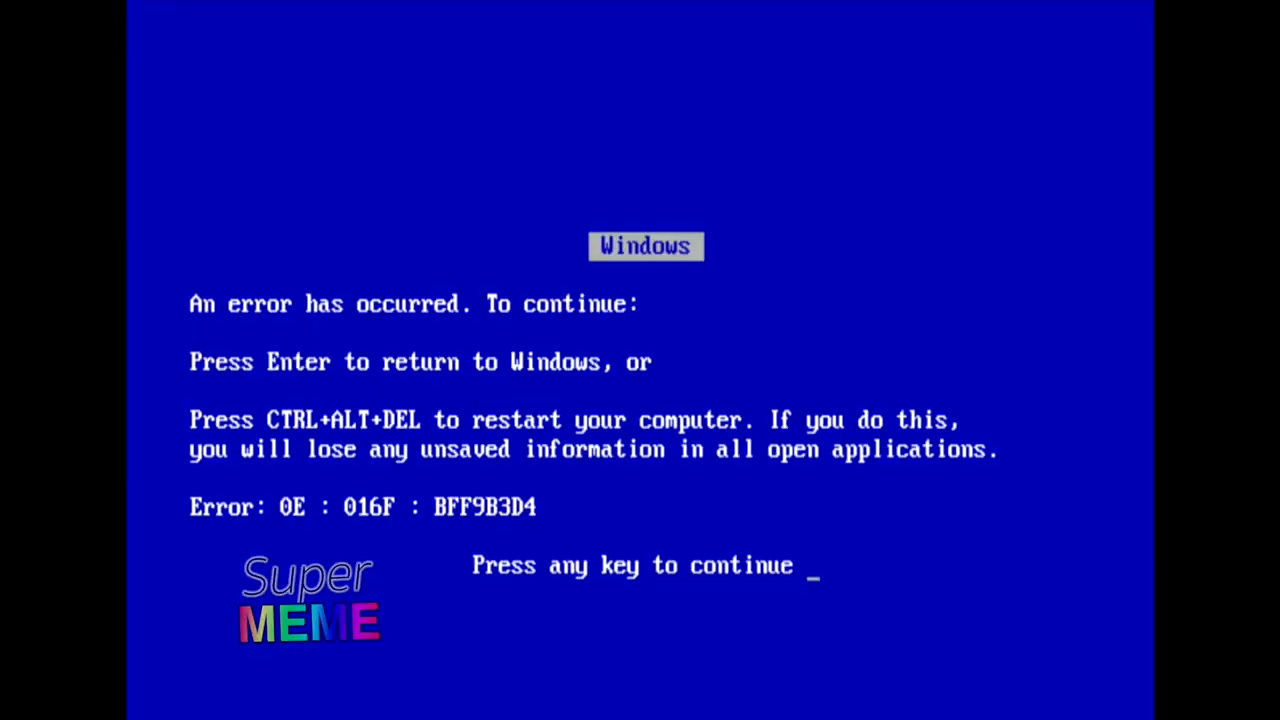 Windows
An error has occurred. To continue:
Press Enter to return to Windows, or
Press CTRL+ALT+DEL to restart your computer. If you do this,
you will lose any unsaved information in all open applications.
Error: 0E : 016F : BFF9B3D4
Press any key to continue _
Super
MEME